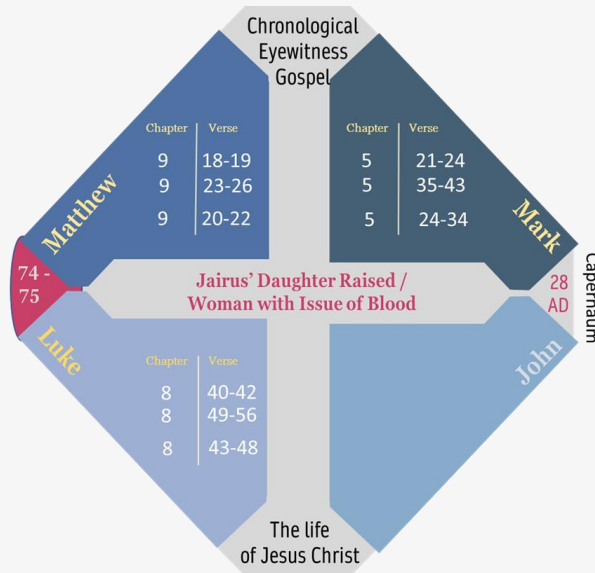 Chronological
Eyewitness
Gospel
Matthew
Chapter Verse
9 18-19
9 23-26
9 20-22
Mark
Chapter Verse
5 21-24
5 35-43
5 24-34
74 -
75
Jairus’ Daughter Raised /
Woman with Issue of Blood
28
AD
Capernaum
Luke
Chapter Verse
8 40-42
8 49-56
8 43-48
John
The life
of Jesus Christ